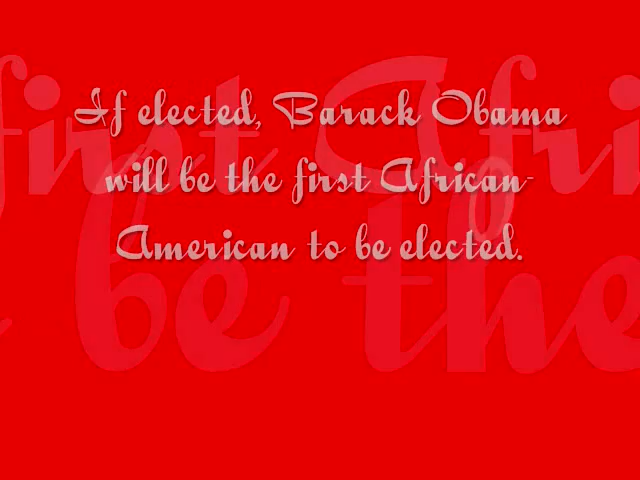 If elected, Barack Obama
will be the first African-
American to be elected.